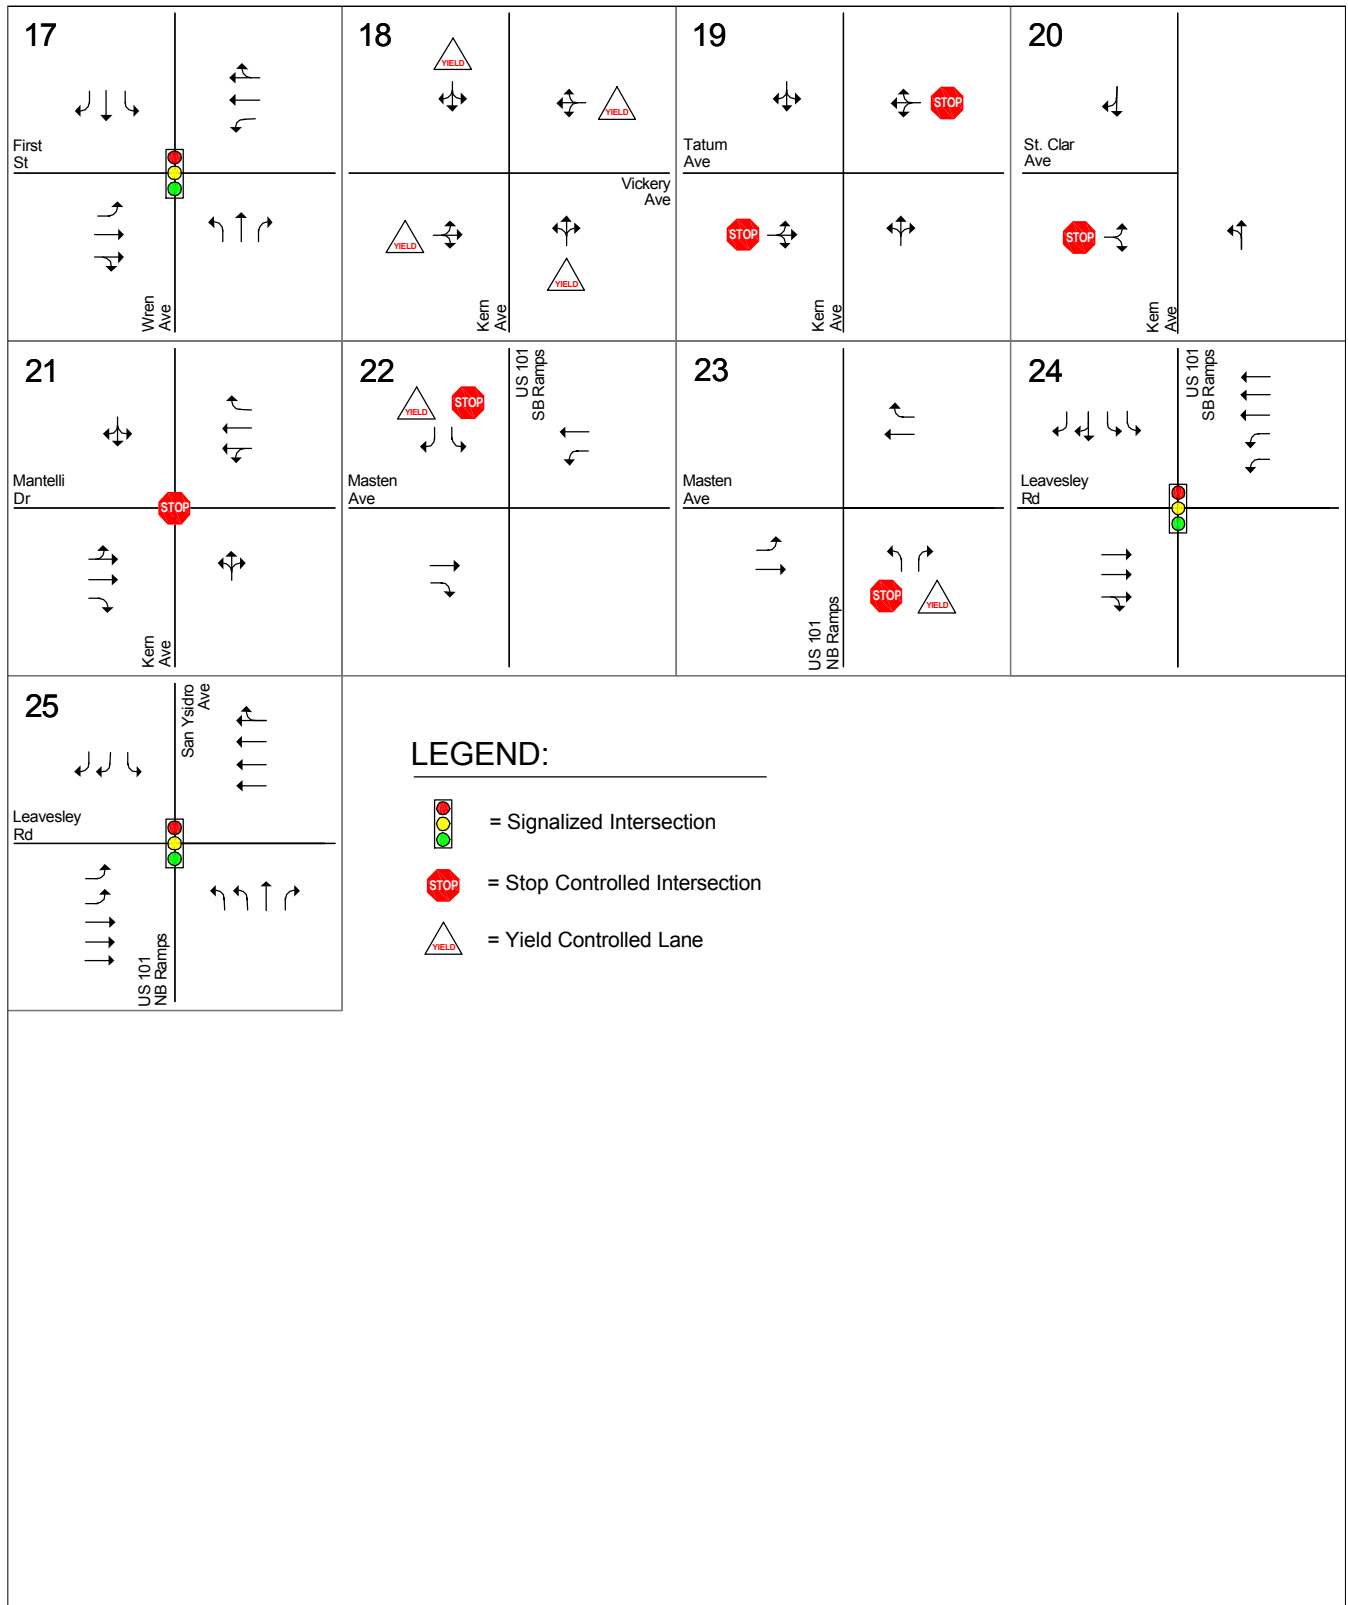 17
First
St
Wren
Ave
18
YIELD
YIELD
Vickery
Ave
YIELD
YIELD
Kern
Ave
19
STOP
Tatum
Ave
STOP
Kern
Ave
20
St. Clar
Ave
STOP
Kern
Ave
21
Mantelli
Dr
STOP
Kern
Ave
22
YIELD
STOP
US 101
SB Ramps
Masten
Ave
23
Masten
Ave
STOP
YIELD
US 101
NB Ramps
24
US 101
SB Ramps
Leavesley
Rd
25
San Ysidro
Ave
Leavesley
Rd
US 101
NB Ramps
LEGEND:
= Signalized Intersection
STOP = Stop Controlled Intersection
YIELD = Yield Controlled Lane